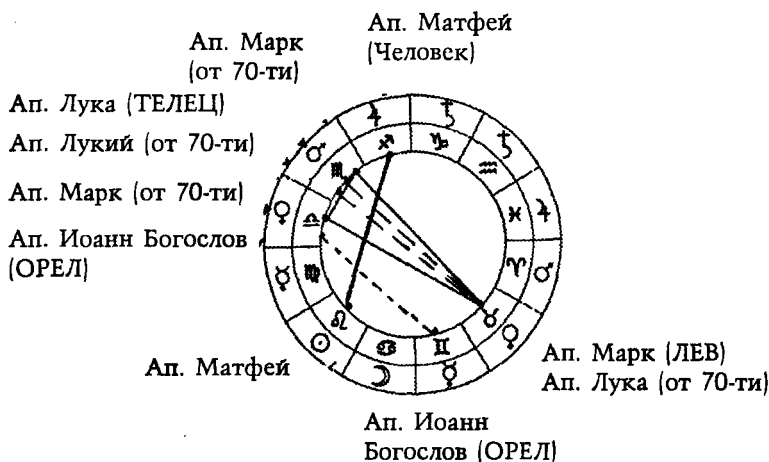 Ап. Марк
(от 70-ти)
Ап. Матфей
(Человек)
Ап. Лука (ТЕЛЕЦ)
Ап. Лукий (от 70-ти)
Ап. Марк (от 70-ти)
Ап. Иоанн Богослов
(ОРЕЛ)
Ап. Матфей
Ап. Марк (ЛЕВ)
Ап. Лука (от 70-ти)
Ап. Иоанн
Богослов (ОРЕЛ)